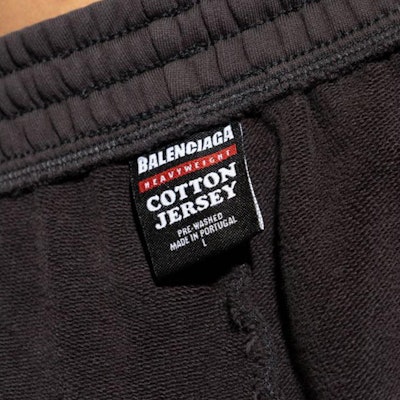 BALENCIAGA
HEAVYWEIGHT
COTTON
JERSEY
PRE-WASHED
MADE IN PORTUGAL
L